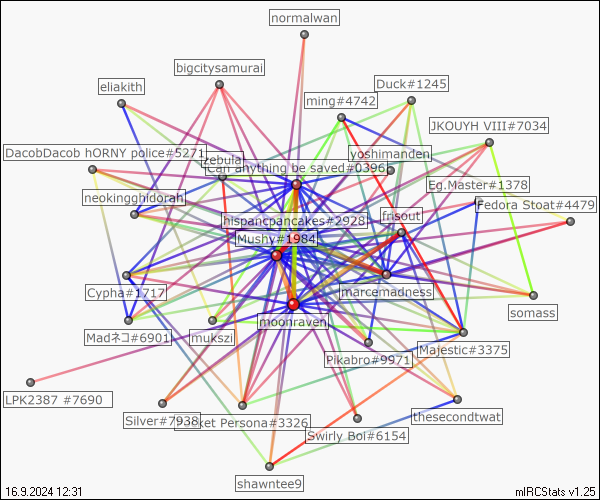 normalwan
bigcitysamurai
eliakith
Duck#1245
ming#4742
JKOUYH VIII#7034
DacobDacob hORNY police#5271
yoshimanden
zebula
Can anything be saved#0396
Eg.Master#1378
neokingghidorah
Fedora Stoat#4479
hispancpancakes#2928
frisout
Mushy#1984
Cypha#1717
marcemadness
somass
moonraven
Madネコ#6901
mukszi
Majestic#3375
Pikabro#9971
LPK2387 #7690
Silver#7938
ket Persona#3326
thesecondtwat
Swirly Boi#6154
shawntee9
16.9.2024 12:31
mIRCStats v1.25